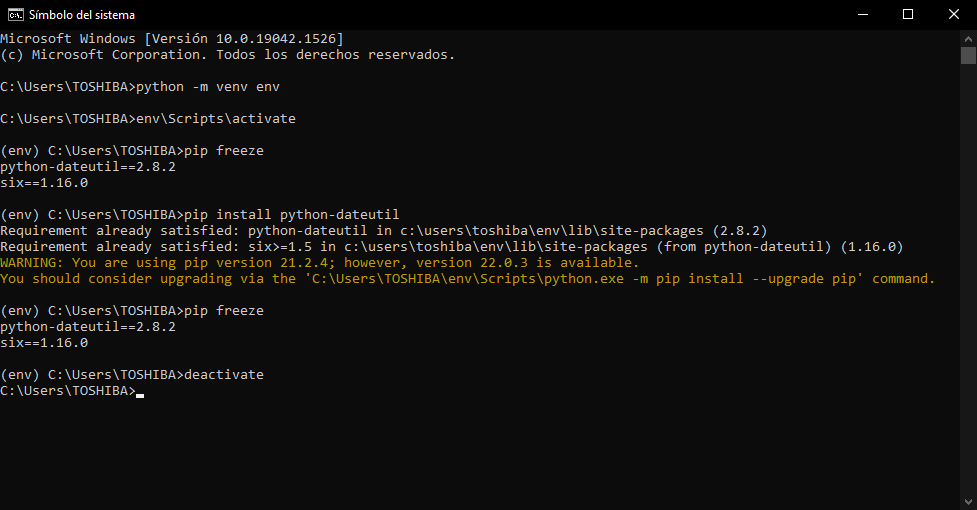 Símbolo del sistema
Microsoft Windows [Versión 10.0.19042.1526]
(c) Microsoft Corporation. Todos los derechos reservados.
C:\Users\TOSHIBA>python -m venv env
C:\Users\TOSHIBA>env\Scripts\activate
(env) C:\Users\TOSHIBA>pip freeze
python-dateutil==2.8.2
six==1.16.0
(env) C:\Users\TOSHIBA>pip install python-dateutil
Requirement already satisfied: python-dateutil in c:\users\toshiba\env\lib\site-packages (2.8.2)
Requirement already satisfied: six>=1.5 in c:\users\toshiba\env\lib\site-packages (from python-dateutil) (1.16.0)
WARNING: You are using pip version 21.2.4; however, version 22.0.3 is available.
You should consider upgrading via the 'C:\Users\TOSHIBA\env\Scripts\python.exe -m pip install --upgrade pip' command.
(env) C:\Users\TOSHIBA>pip freeze
python-dateutil==2.8.2
six==1.16.0
(env) C:\Users\TOSHIBA>deactivate
C:\Users\TOSHIBA>